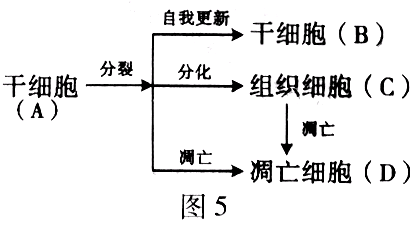 自我更新
干细胞（B）
分裂
分化
干细胞
（A）
组织细胞（C）
凋亡
凋亡
凋亡细胞（D）
图 5